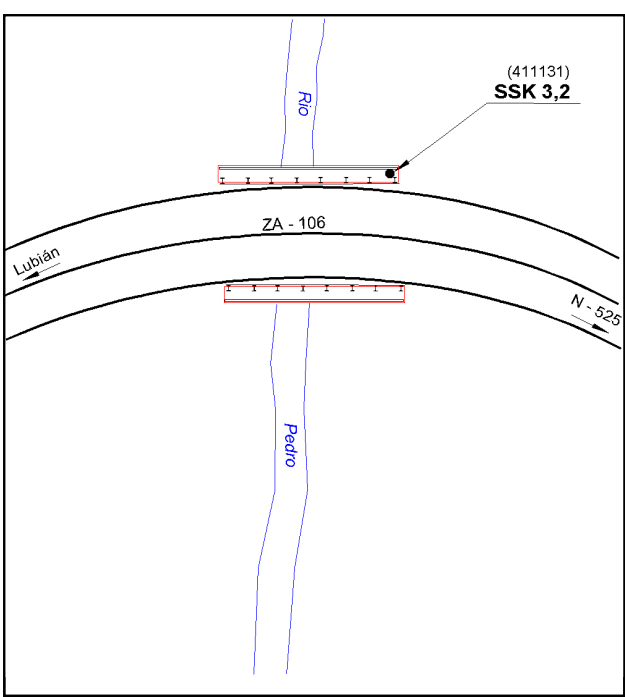 (411131)
SSK 3,2
Rio
ZA - 106
Lubián
N - 525
Pedro